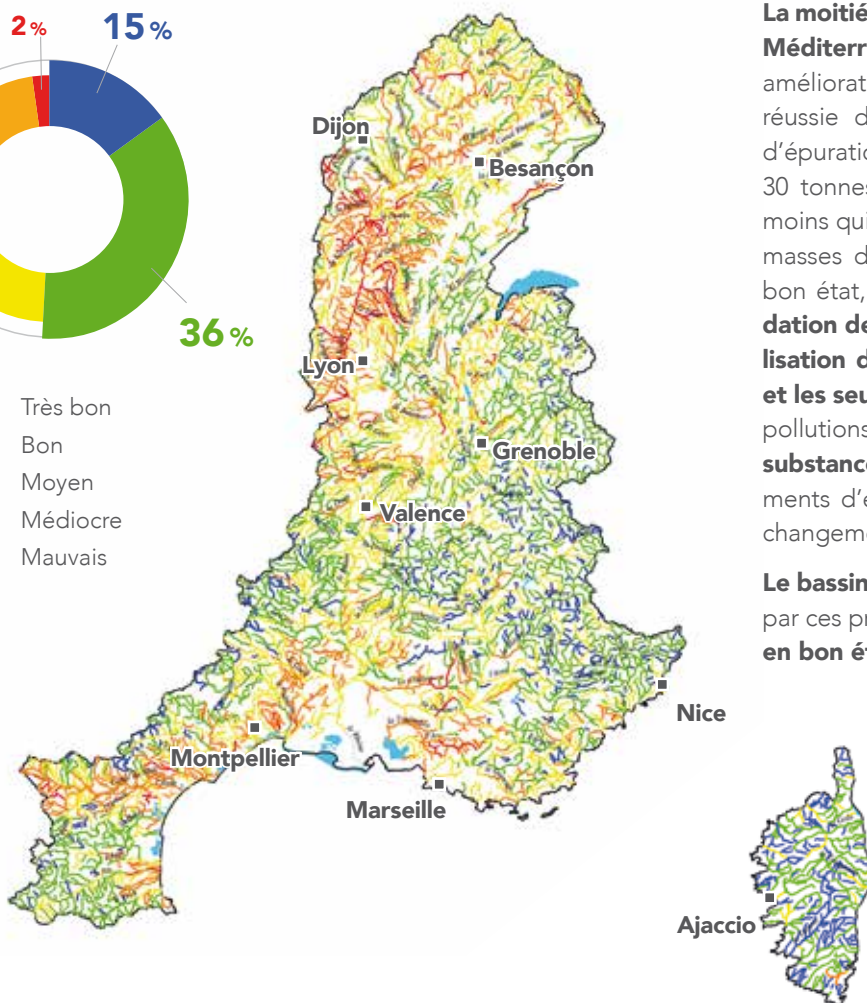 2 %
15 %
36 %
Très bon
Bon
Moyen
Médiocre
Mauvais
Dijon
Besançon
Lyon
Grenoble
Valence
Nice
Montpellier
Marseille
Ajaccio
La moitié
Méditerr
améliorat
réussie d
d'épuratio
30 tonnes
moins qui
masses d
bon état,
dation de
lisation d
et les seu
pollutions
substance
ments d'é
changeme
Le bassin
par ces pr
en bon ét